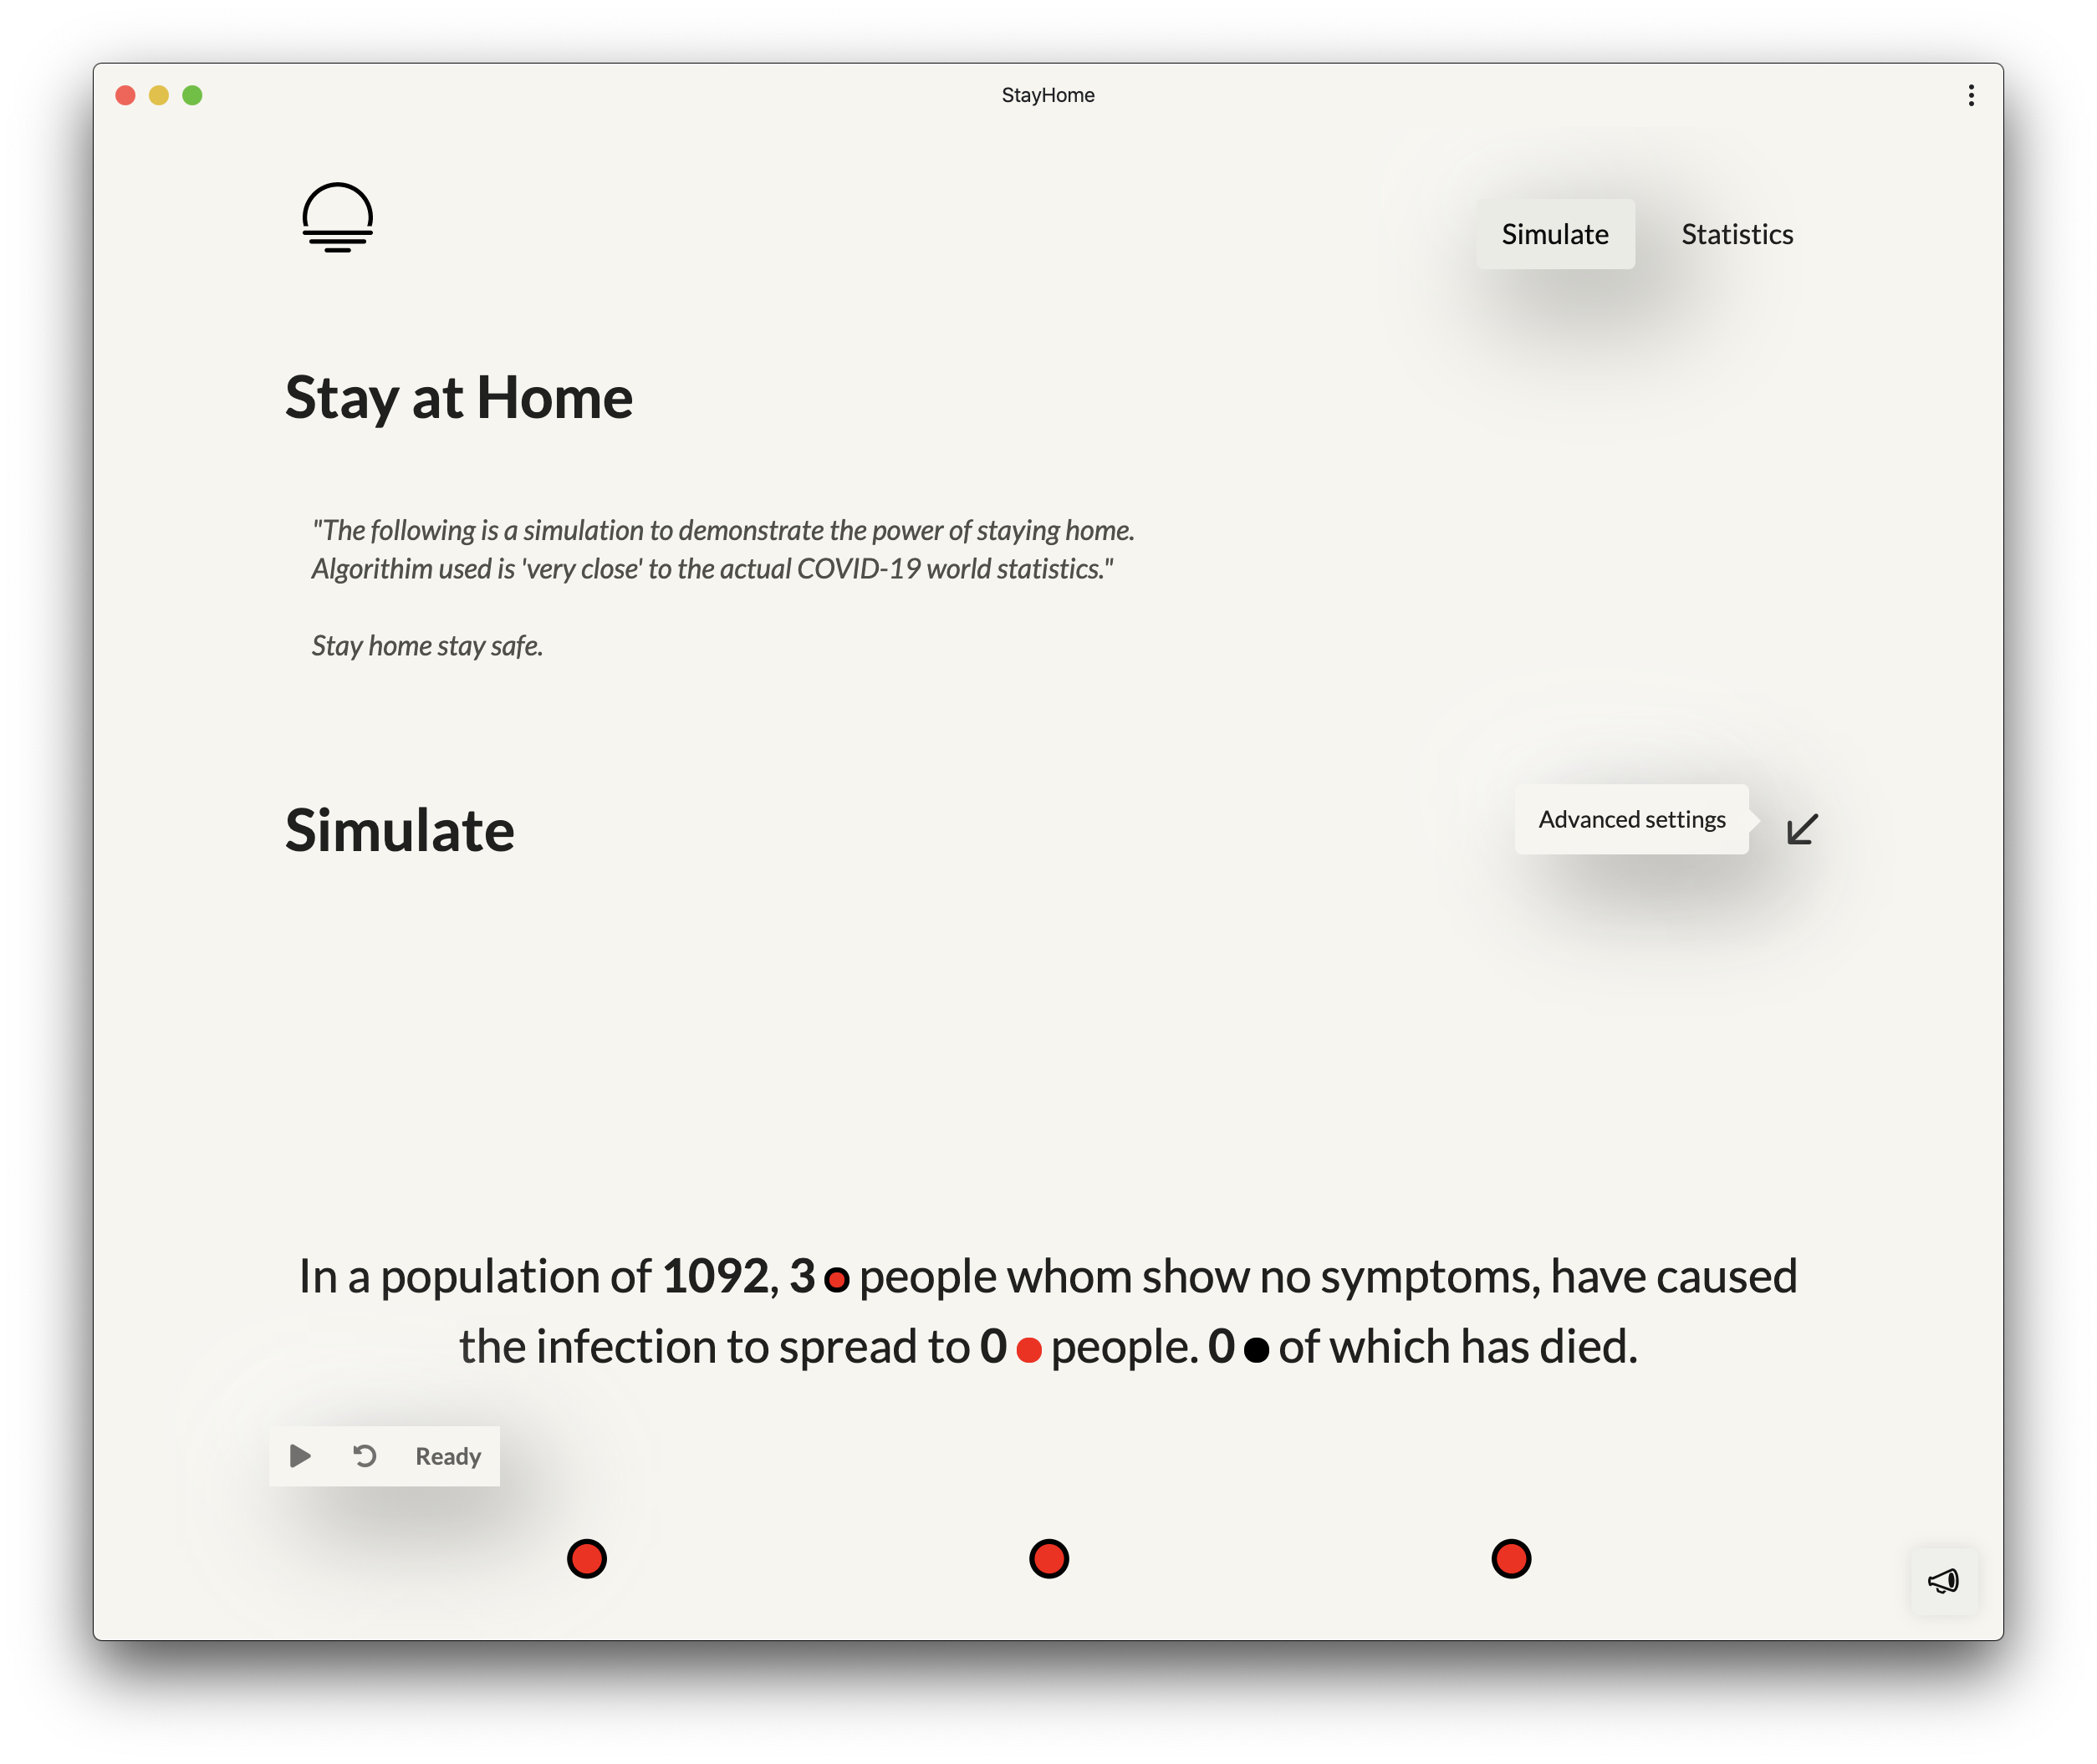 StayHome
Simulate
Statistics
Stay at Home
"The following is a simulation to demonstrate the power of staying home.
Algorithim used is 'very close' to the actual COVID-19 world statistics."
Stay home stay safe.
Simulate
Advanced settings
In a population of 1092, 3 people whom show no symptoms, have caused
the infection to spread to 0 people. 0 of which has died.
Ready